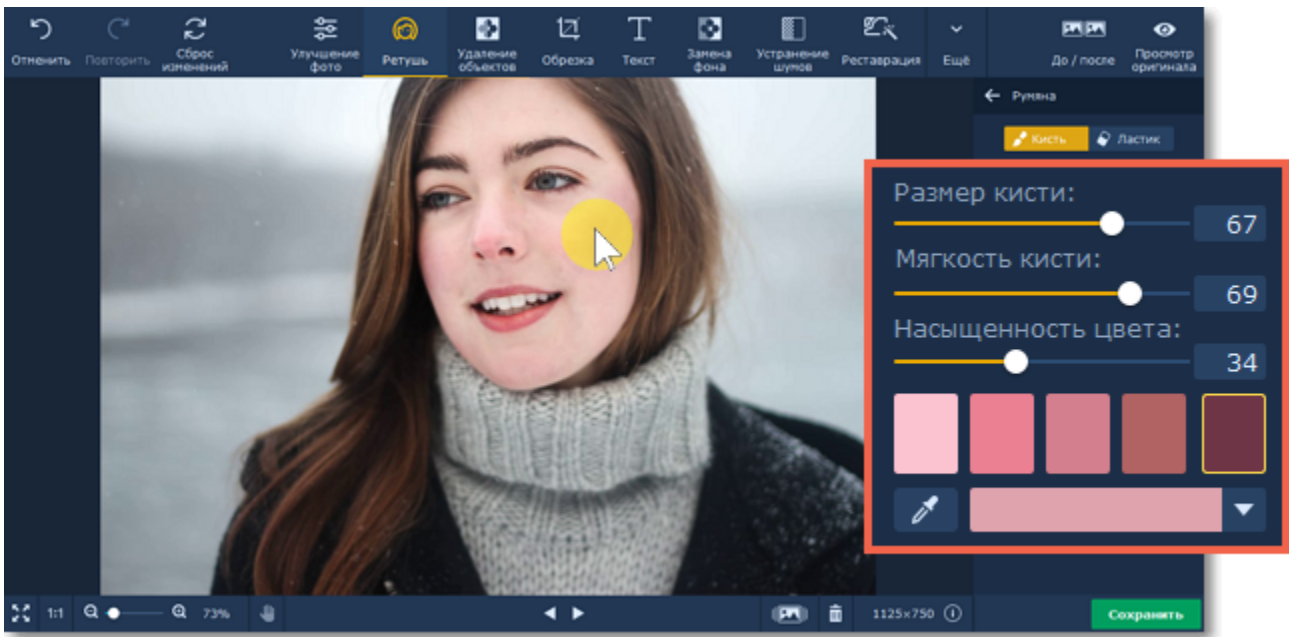 Отменить
Повторить
Сброс
изменений
Улучшение
фото
Ретушь
Удаление
объектов
Обрезка
Текст
Замена
фона
Устранение
шумов
Реставрация
Ещё
До / после
Просмотр
оригинала
Румяна
Кисть
Ластик
Размер кисти:
67
Мягкость кисти:
69
Насыщенность цвета:
34
1:1
73%
1125×750
Сохранить